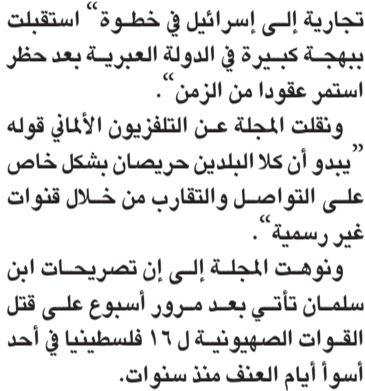 تجارية إلى إسرائيل في خطوة” استقبلت
ببهجة كبيرة في الدولة العبرية بعد حظر
استمر عقودا من الزمن“.
ونقلت المجلة عن التلفزيون الألماني قوله
”يبدو أن كلا البلدين حريصان بشكل خاص
على التواصل والتقارب من خلال قنوات
غير رسمية“.
ونوهت المجلة إلى إن تصريحات ابن
سلمان تأتي بعد مرور أسبوع على قتل
القوات الصهيونية ل ١٦ فلسطينيا في أحد
أسوأ أيام العنف منذ سنوات.